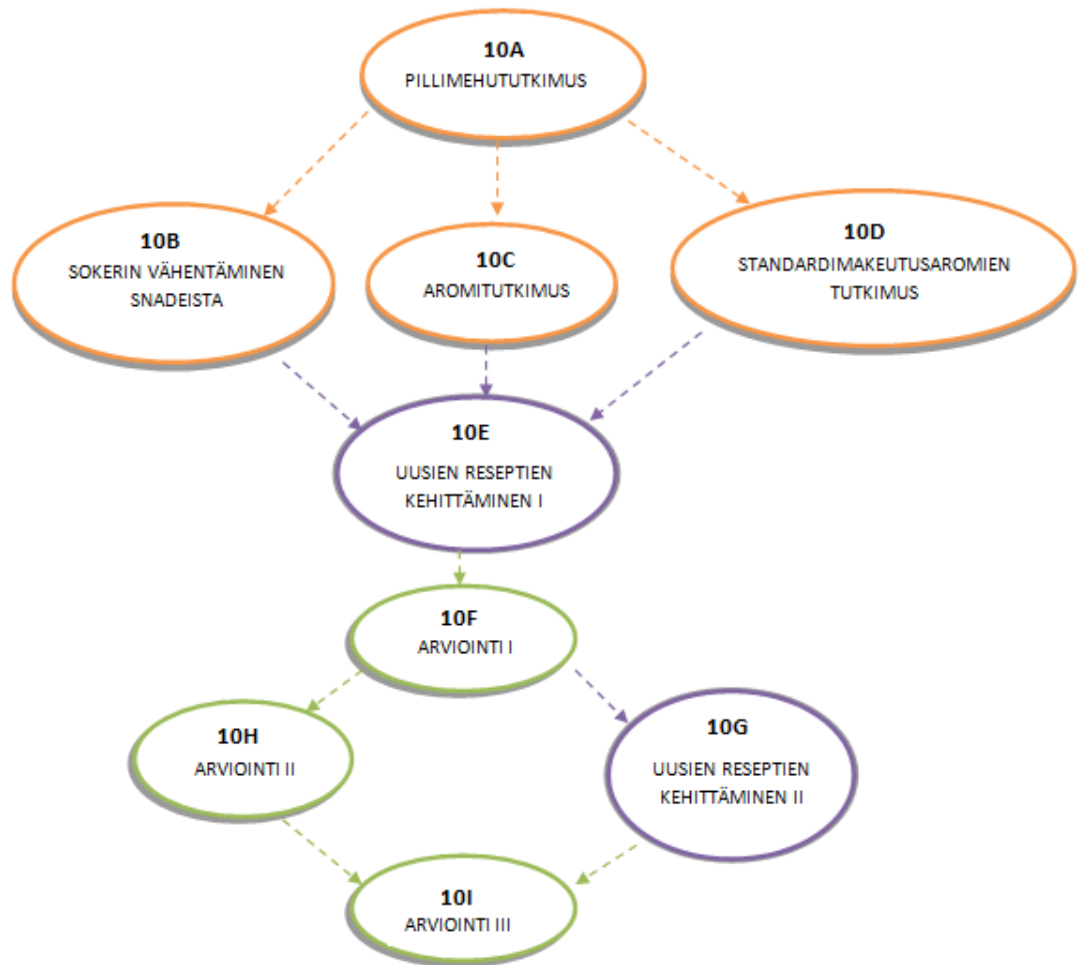 10A
PILLIMEHUTUTKIMUS
10B
SOKERIN VÄHENTÄMINEN
SNADEISTA
10C
AROMITUTKIMUS
10D
STANDARDIMAKEUTUSAROMIEN
TUTKIMUS
10E
UUSIEN RESEPTIEN
KEHITTÄMINEN I
10F
ARVIOINTI I
10H
ARVIOINTI II
10G
UUSIEN RESEPTIEN
KEHITTÄMINEN II
10I
ARVIOINTI III